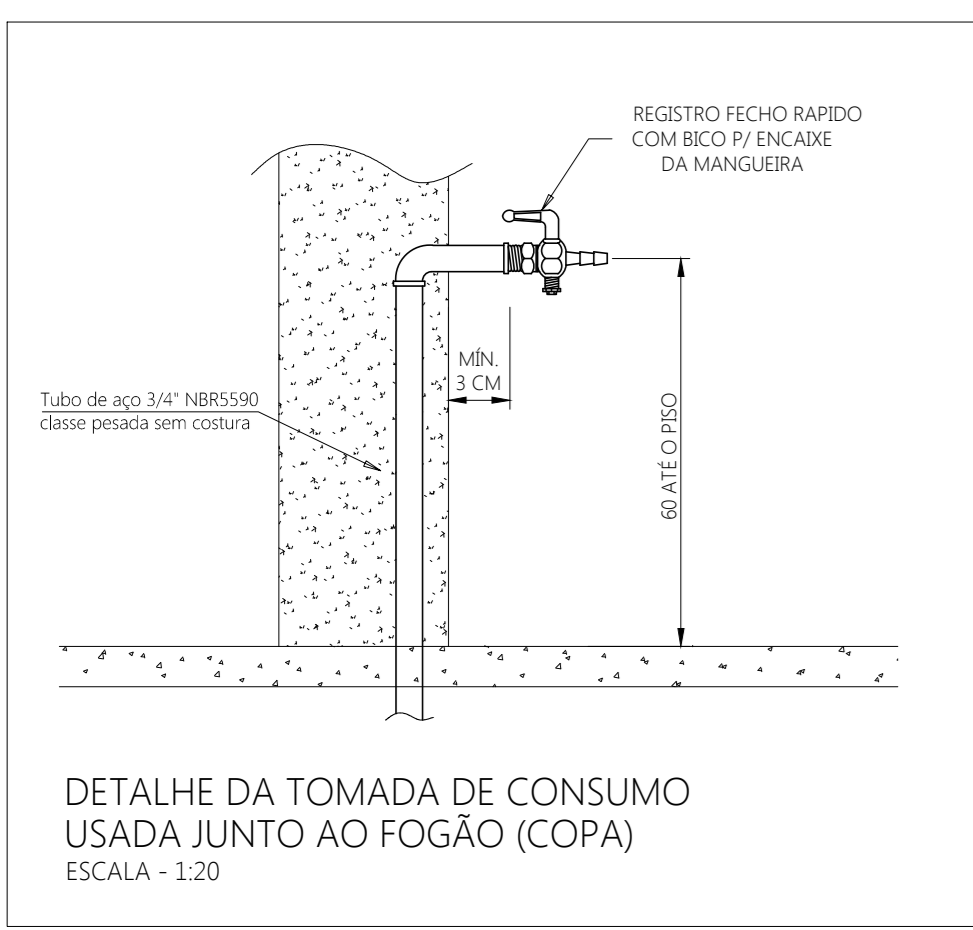 REGISTRO FECHO RAPIDO
COM BICO P/ ENCAIXE
DA MANGUEIRA
MÍN.
3 CM
Tubo de aço 3/4" NBR5590
classe pesada sem costura
60 ATÉ O PISO
DETALHE DA TOMADA DE CONSUMO
USADA JUNTO AO FOGÃO (COPA)
ESCALA - 1:20